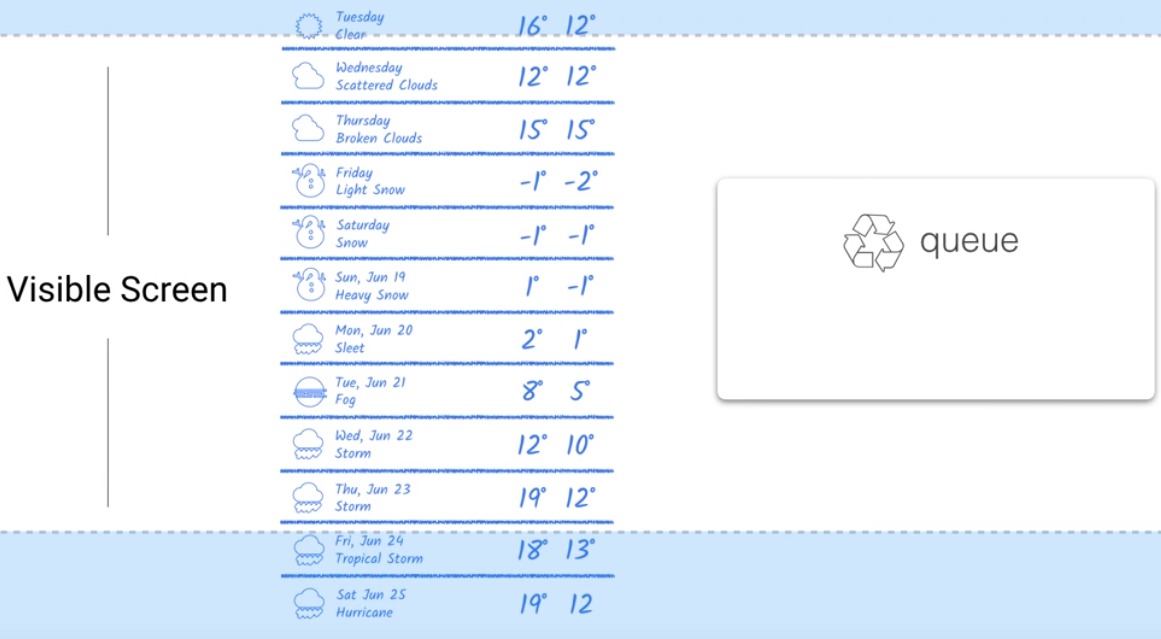 Tuesday
Clear
16° 12°
Wednesday
Scattered Clouds
12° 12°
Thursday
Broken Clouds
15° 15°
Friday
Light Snow
-1° -2°
Saturday
Snow
-1° -1°
Sun, Jun 19
Heavy Snow
1° -1°
Mon, Jun 20
Sleet
2° 1°
Tue, Jun 21
Fog
8° 5°
Wed, Jun 22
Storm
12° 10°
Thu, Jun 23
Storm
19° 12°
Fri, Jun 24
Tropical Storm
18° 13°
Sat Jun 25
Hurricane
19° 12
Visible Screen
queue